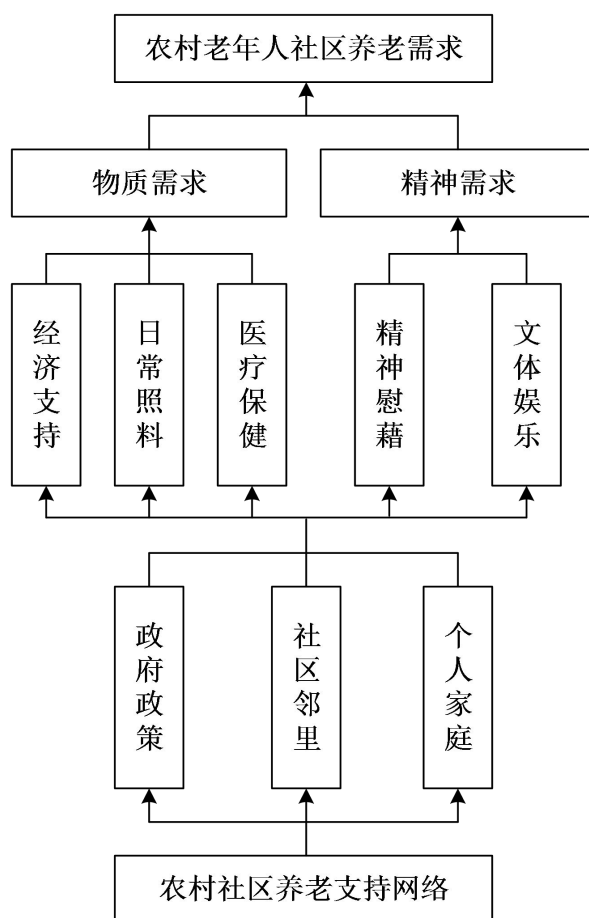 农村老年人社区养老需求
物质需求
精神需求
经济支持
日常照料
医疗保健
精神慰藉
文体娱乐
政府政策
社区邻里
个人家庭
农村社区养老支持网络